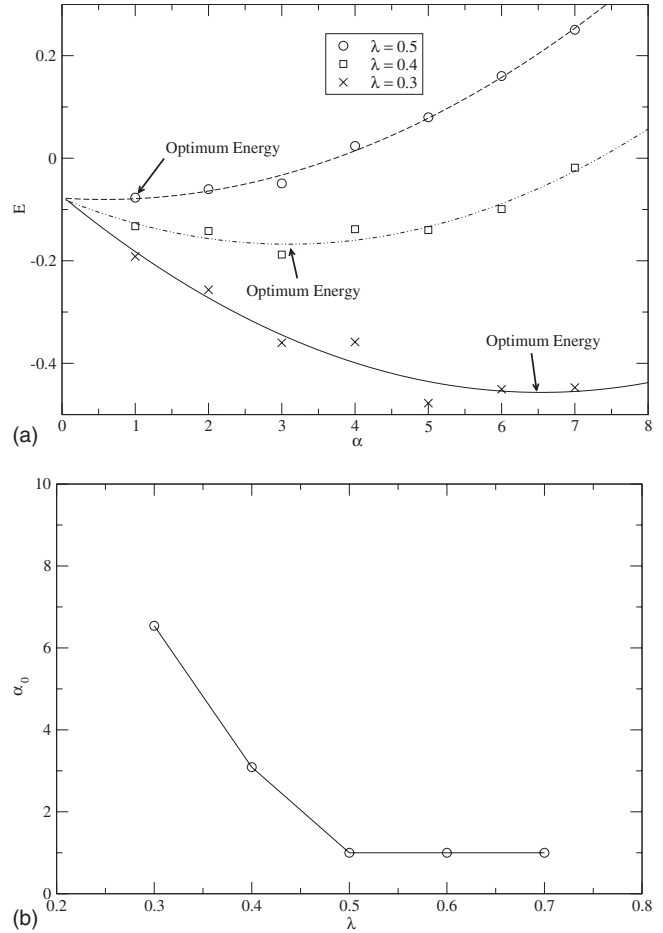 0.2
0
-0.2
-0.4
E
λ = 0.5
λ = 0.4
λ = 0.3
Optimum Energy
Optimum Energy
Optimum Energy
0 1 2 3 4 5 6 7 8
α
(a)
10
8
6
4
2
0
α0
0.2 0.3 0.4 0.5 0.6 0.7 0.8
λ
(b)